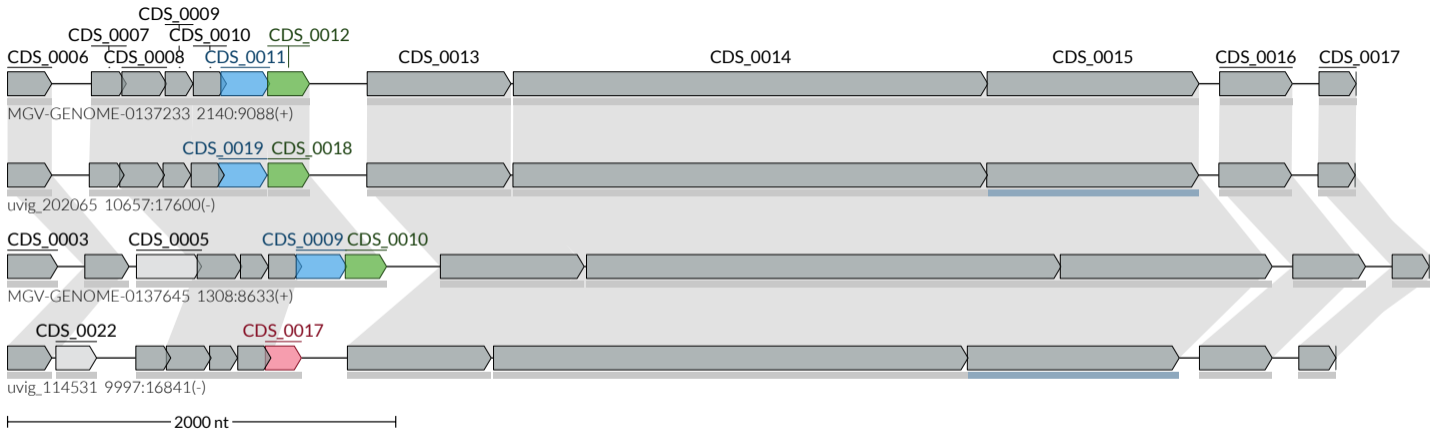 CDS_0009
CDS_0007 CDS_0010 CDS_0012
CDS_0006 CDS_0008 CDS_0011 CDS_0013 CDS_0014 CDS_0015 CDS_0016 CDS_0017
MGV-GENOME-0137233 2140:9088(+)
CDS_0019 CDS_0018
uvig_202065 10657:17600(-)
CDS_0003 CDS_0005 CDS_0009 CDS_0010
MGV-GENOME-0137645 1308:8633(+)
CDS_0022 CDS_0017
uvig_114531 9997:16841(-)
2000 nt